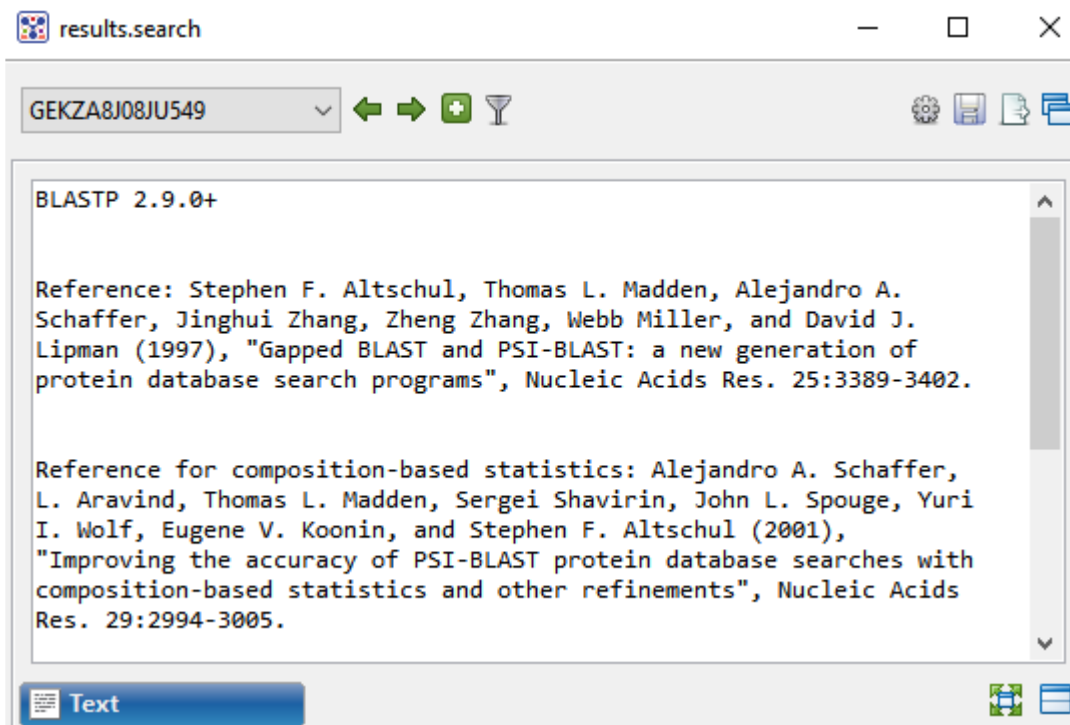 results.search
GEKZA8J08JU549
BLASTP 2.9.0+
Reference: Stephen F. Altschul, Thomas L. Madden, Alejandro A.
Schaffer, Jinghui Zhang, Zheng Zhang, Webb Miller, and David J.
Lipman (1997), "Gapped BLAST and PSI-BLAST: a new generation of
protein database search programs", Nucleic Acids Res. 25:3389-3402.
Reference for composition-based statistics: Alejandro A. Schaffer,
L. Aravind, Thomas L. Madden, Sergei Shavirin, John L. Spouge, Yuri
I. Wolf, Eugene V. Koonin, and Stephen F. Altschul (2001),
"Improving the accuracy of PSI-BLAST protein database searches with
composition-based statistics and other refinements", Nucleic Acids
Res. 29:2994-3005.
Text